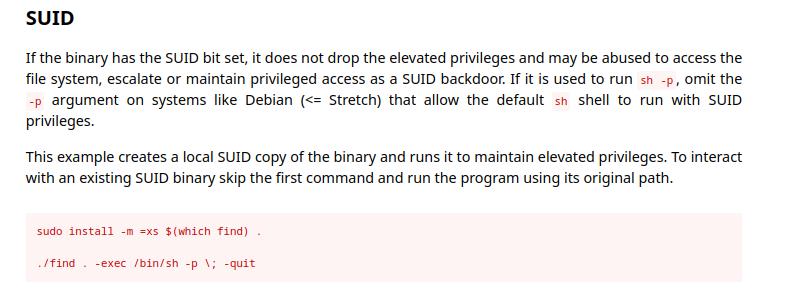 SUID
If the binary has the SUID bit set, it does not drop the elevated privileges and may be abused to access the
file system, escalate or maintain privileged access as a SUID backdoor. If it is used to run sh -p, omit the
-p argument on systems like Debian (<= Stretch) that allow the default sh shell to run with SUID
privileges.
This example creates a local SUID copy of the binary and runs it to maintain elevated privileges. To interact
with an existing SUID binary skip the first command and run the program using its original path.
sudo install -m =xs $(which find) .
./find . -exec /bin/sh -p \; -quit